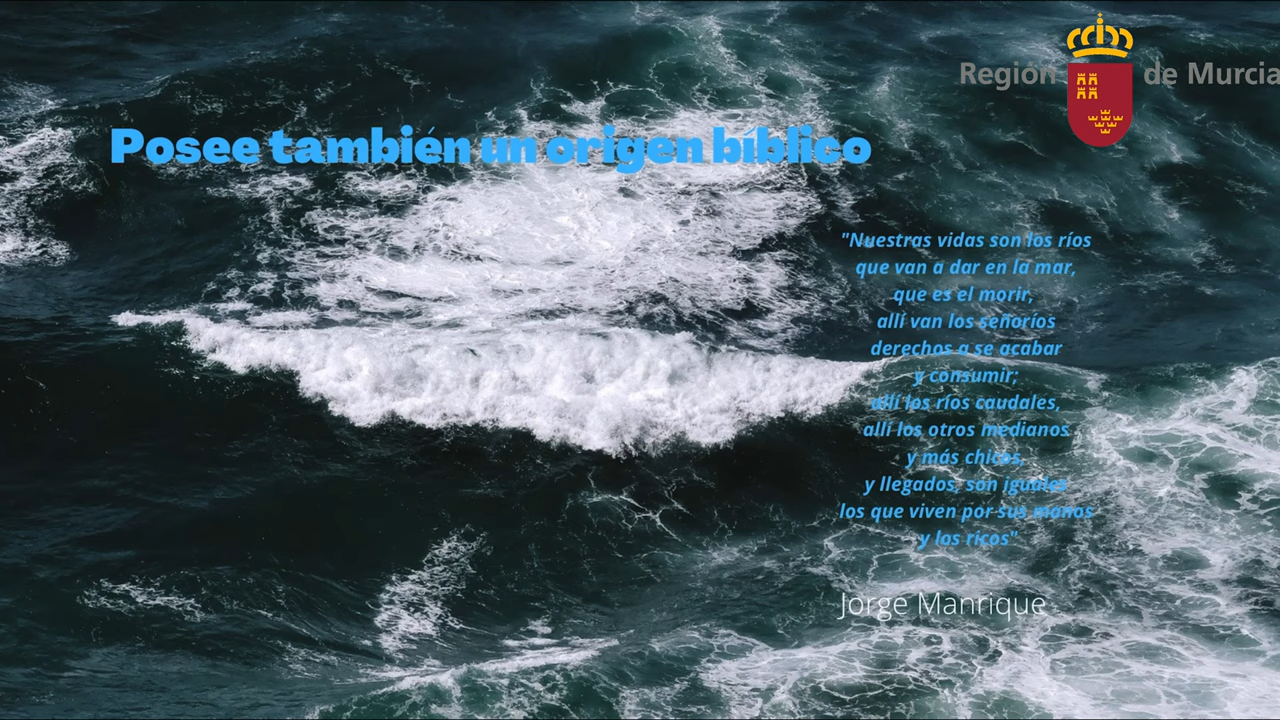 Región de Murcia
Posee también un origen bíblico
"Nuestras vidas son los ríos
que van a dar en la mar,
que es el morir,
allí van los señoríos
derechos a se acabar
y consumir;
allí los ríos caudales,
allí los otros medianos
y más chicos,
y llegados, son iguales
los que viven por sus manos
y los ricos"
Jorge Manrique